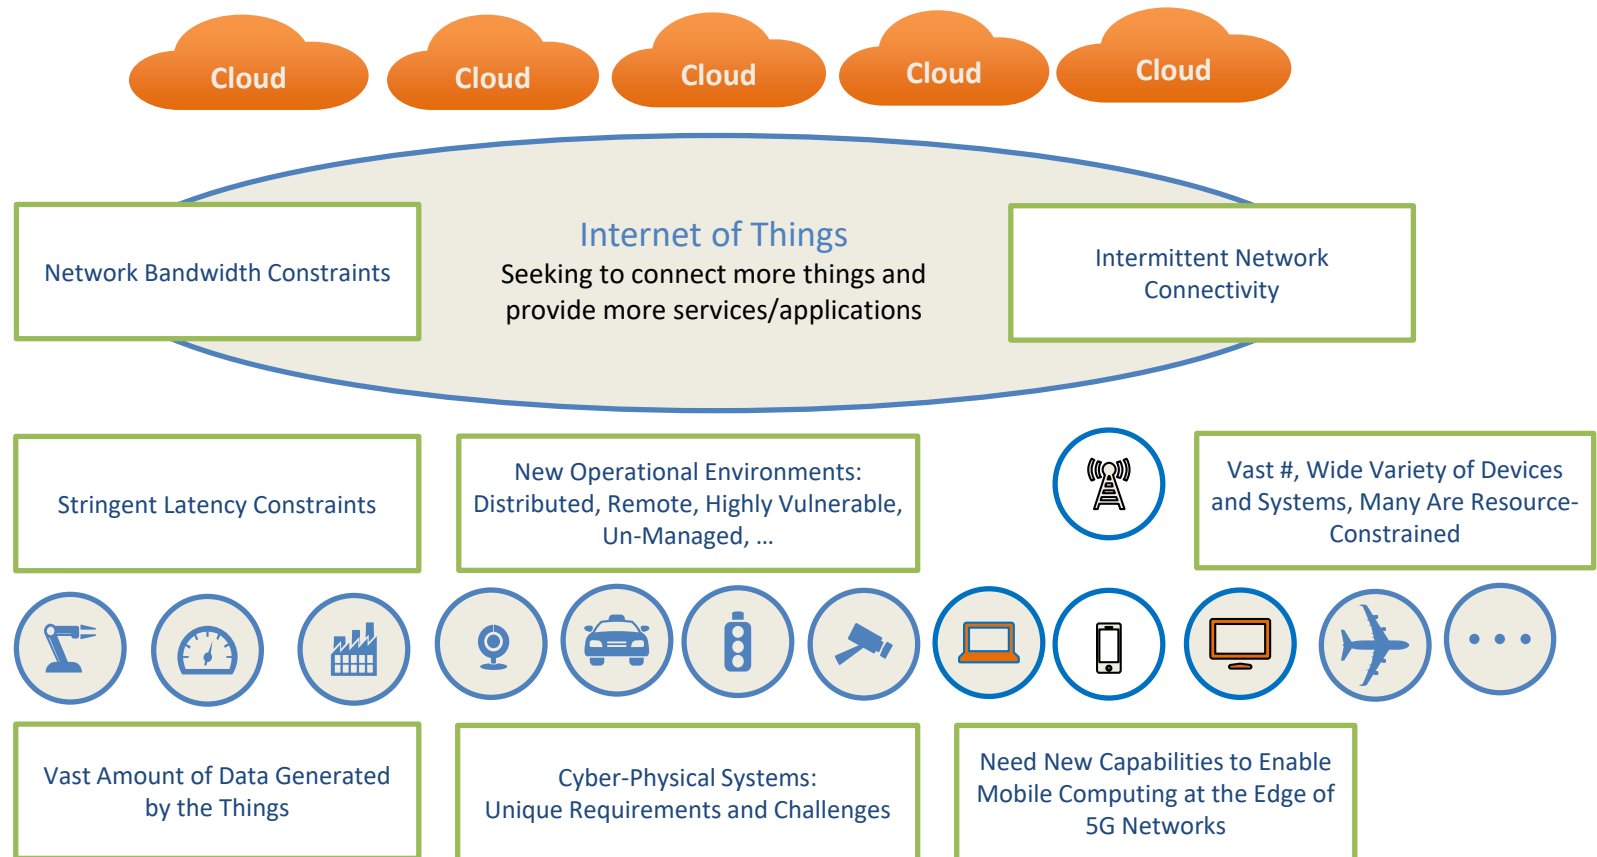 Cloud
Cloud
Cloud
Cloud
Cloud
Internet of Things
Seeking to connect more things and
provide more services/applications
Network Bandwidth Constraints
Intermittent Network
Connectivity
Stringent Latency Constraints
New Operational Environments:
Distributed, Remote, Highly Vulnerable,
Un-Managed, …
Vast #, Wide Variety of Devices
and Systems, Many Are Resource-
Constrained
Vast Amount of Data Generated
by the Things
Cyber-Physical Systems:
Unique Requirements and Challenges
Need New Capabilities to Enable
Mobile Computing at the Edge of
5G Networks